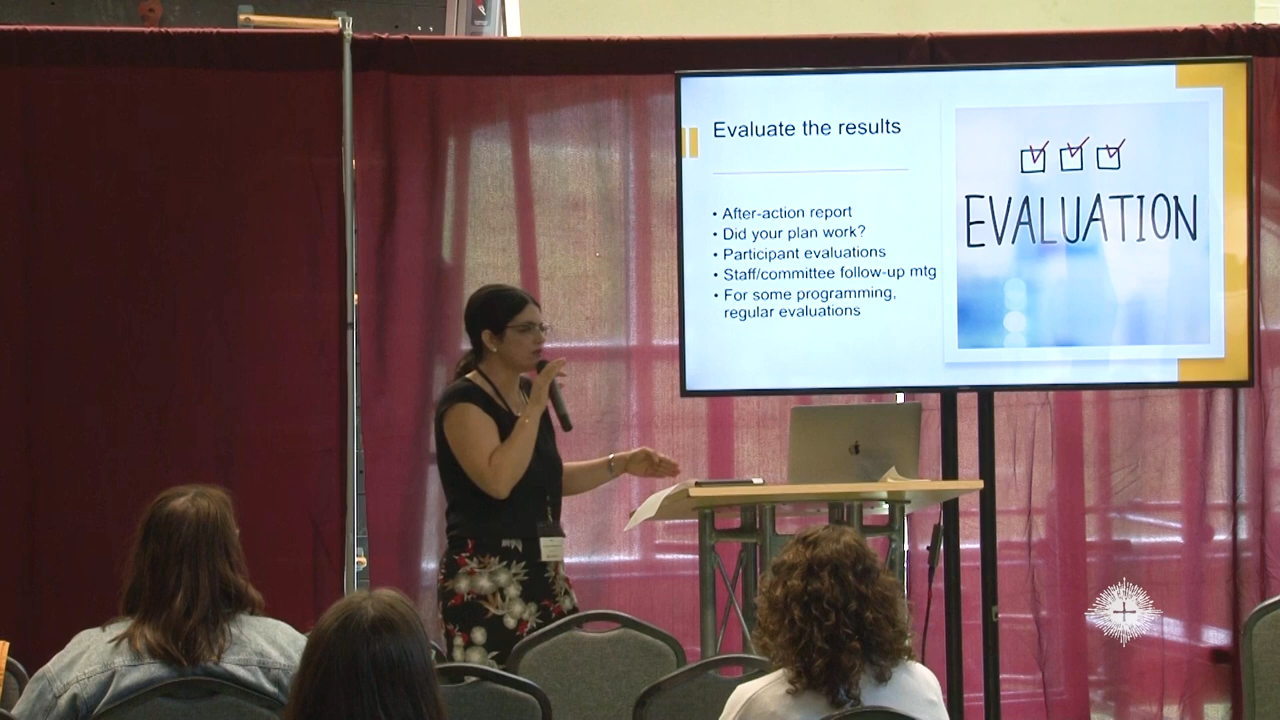 Evaluate the results
• After-action report
• Did your plan work?
• Participant evaluations
• Staff/committee follow-up mtg
• For some programming,
regular evaluations
EVALUATION